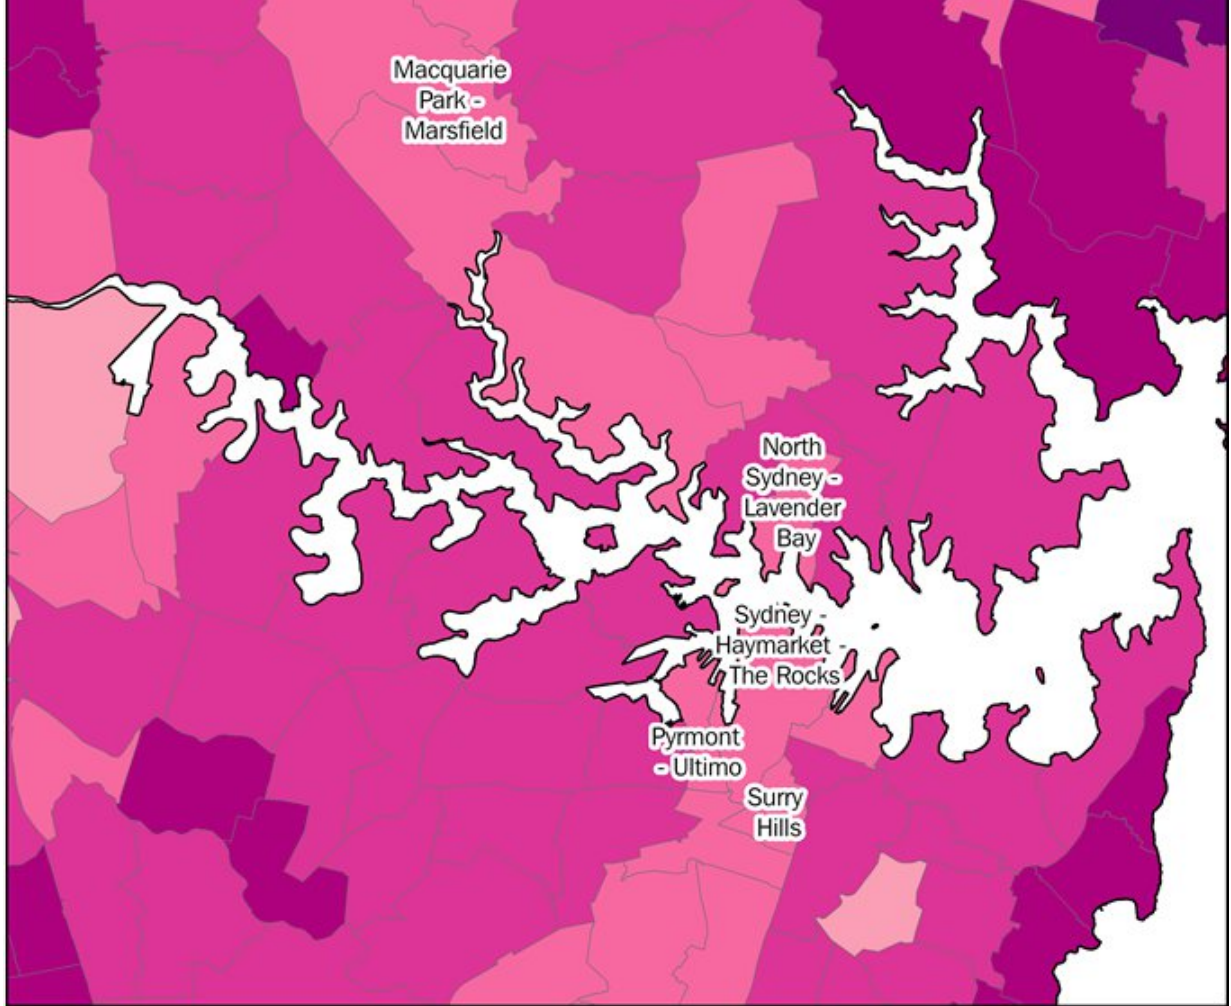 Macquarie
Park -
Marsfield
North
Sydney -
Lavender
Bay
Sydney -
Haymarket -
The Rocks
Pyrmont
- Ultimo
Surry
Hills